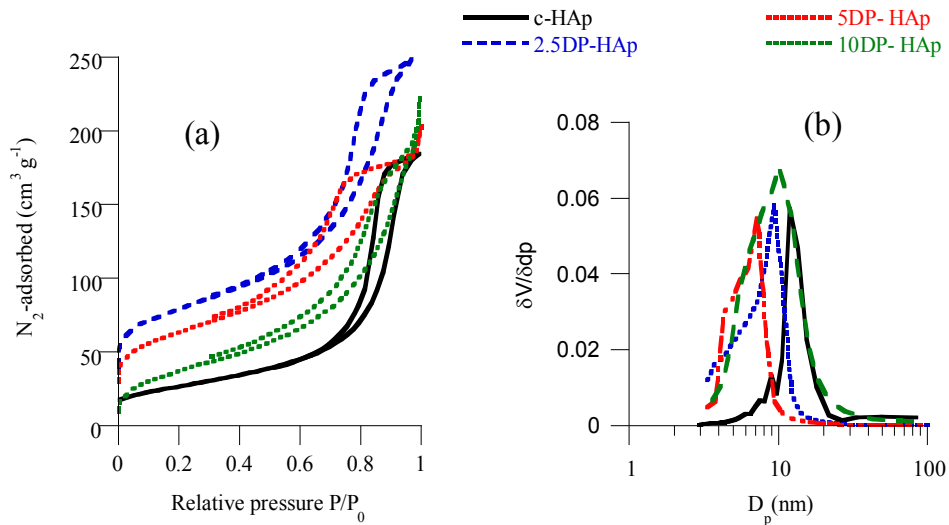 c-HAp
5DP- HAp
2.5DP-HAp
10DP- HAp
(a)
250
200
150
100
50
0
N2-adsorbed (cm3 g-1)
0 0.2 0.4 0.6 0.8 1
Relative pressure P/P0
(b)
0.08
0.06
0.04
0.02
0
δV/δdp
1 10 100
Dp(nm)